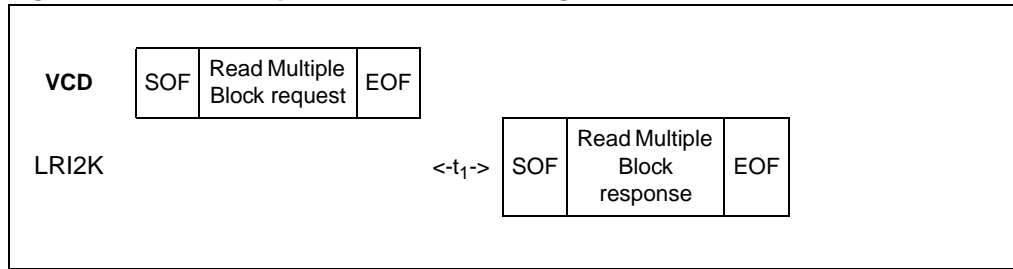 VCD SOF Read Multiple EOF
Block request
LRI2K <-t1-> SOF Read Multiple EOF
Block
response